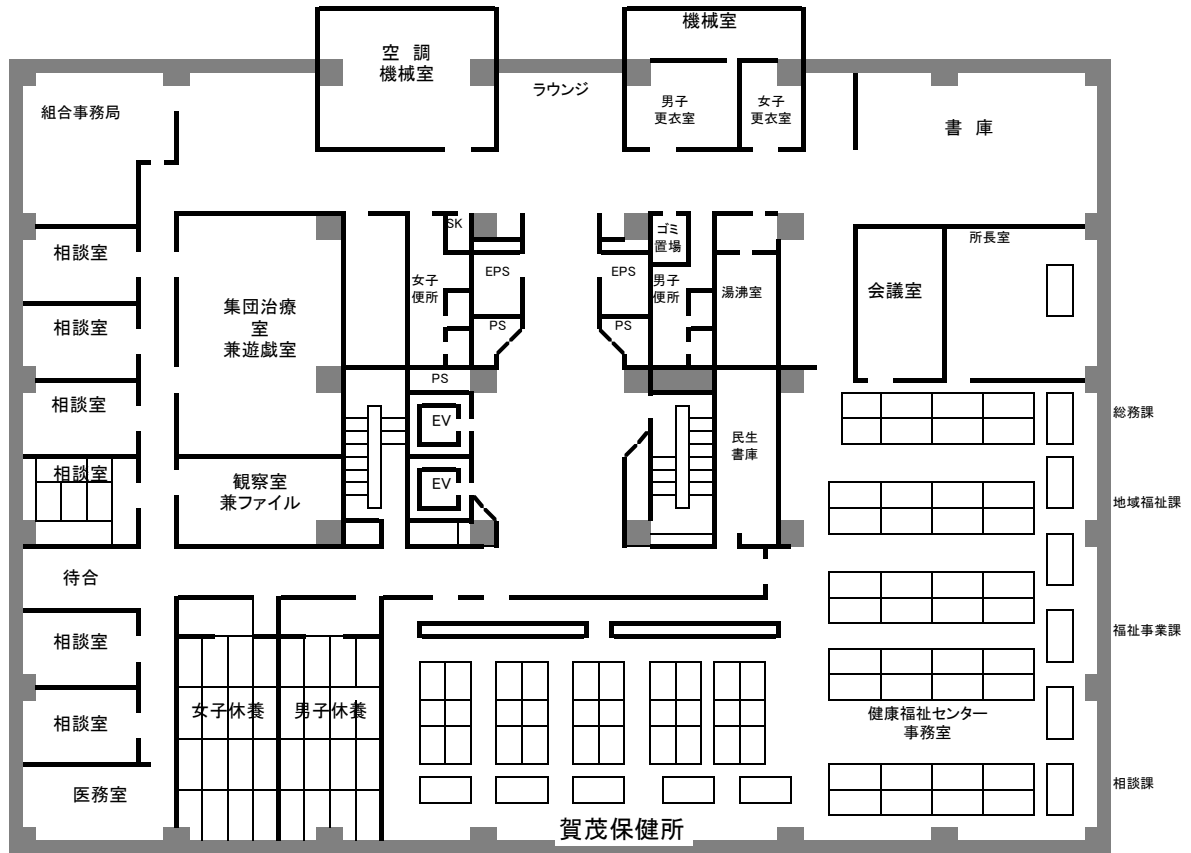 機械室
空 調
機械室
ラウンジ
男子
更衣室
女子
更衣室
組合事務局
書 庫
SK
ゴミ
置場
所長室
相談室
EPS
EPS
女子
便所
男子
便所
湯沸室
会議室
集団治療
室
兼遊戯室
相談室
PS
PS
PS
相談室
総務課
EV
民生
書庫
相談室
観察室
兼ファイル
EV
地域福祉課
待合
相談室
福祉事業課
相談室
女子休養
男子休養
健康福祉センター
事務室
医務室
相談課
賀茂保健所